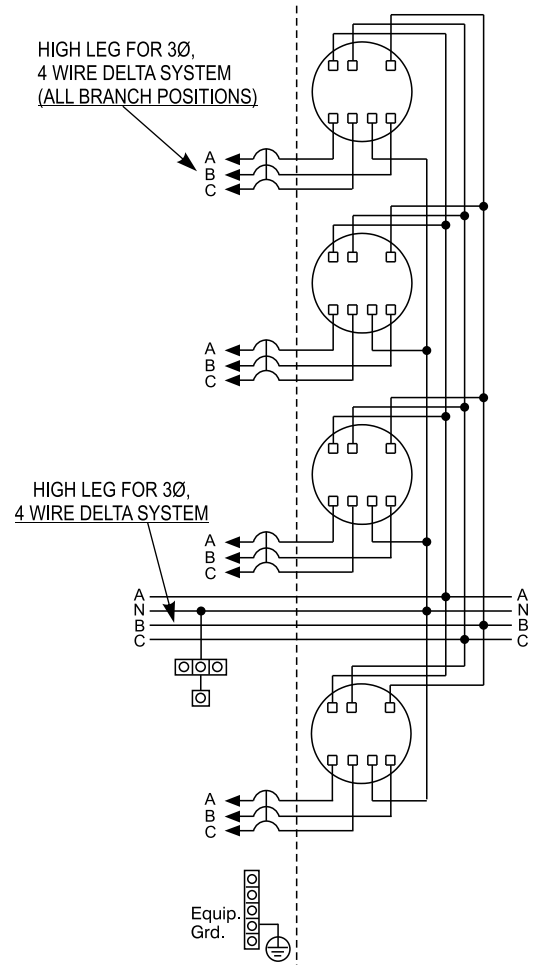 HIGH LEG FOR 3Ø,
4 WIRE DELTA SYSTEM
(ALL BRANCH POSITIONS)
A
B
C
A
B
C
A
B
C
HIGH LEG FOR 3Ø,
4 WIRE DELTA SYSTEM
A A
N N
B B
C C
A
B
C
Equip.
Grd.